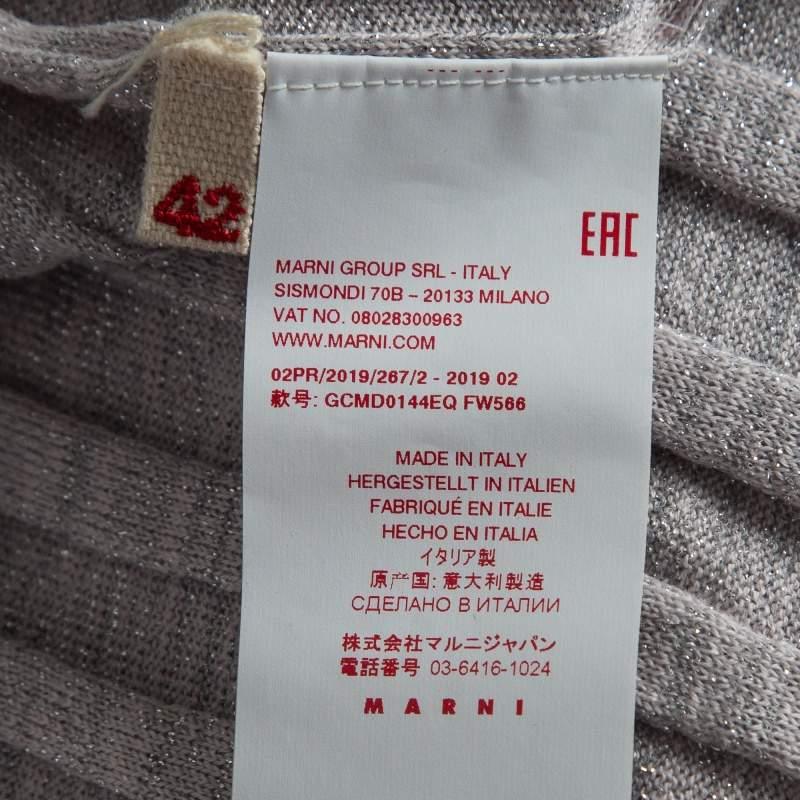 42
EAC
MARNI GROUP SRL - ITALY
SISMONDI 70B – 20133 MILANO
VAT NO. 08028300963
WWW.MARNI.COM
02PR/2019/267/2 - 2019 02
款号: GCMD0144EQ FW566
MADE IN ITALY
HERGESTELLT IN ITALIEN
FABRIQUÉ EN ITALIE
HECHO EN ITALIA
イタリア製
原产国: 意大利製造
СДЕЛАНО В ИТАЛИИ
株式会社マルニジャパン
電話番号 03-6416-1024
MARNI